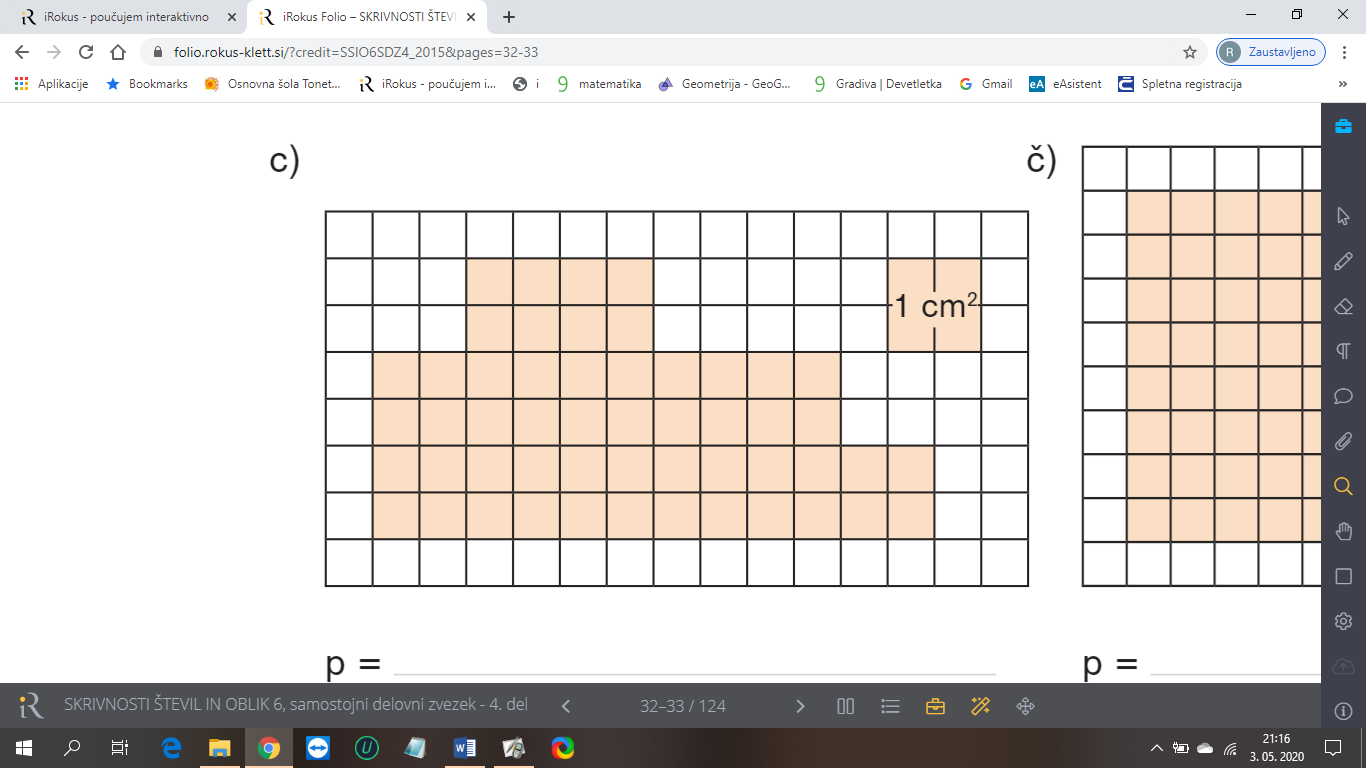 iRokus - poučujem interaktivno
iRokus Folio – SKRIVNOSTI ŠTEVI
folio.rokus-klett.si/?credit=SSIO6SDZ4_2015&pages=32-33
R Zaustavljeno
Aplikacije
Bookmarks
Osnovna šola Tonet...
iRokus - poučujem i...
i
matematika
Geometrija - GeoG...
Gradiva | Devetletka
Gmail
eA eAsistent
Spletna registracija
c)
č)
1 cm²
p =
p =
SKRIVNOSTI ŠTEVIL IN OBLIK 6, samostojni delovni zvezek - 4. del
32–33 / 124
21:16
3. 05. 2020